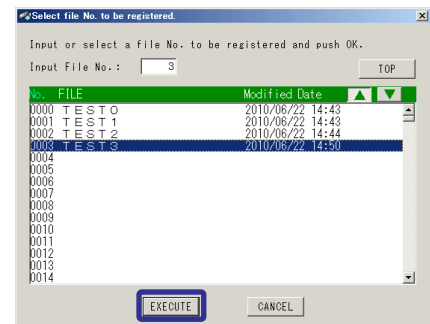 Select file No. to be registered.
Input or select a file No. to be registered and push OK.
Input File No.: 3 TOP
No. FILE Modified Date
0000 TEST0 2010/06/22 14:43
0001 TEST1 2010/06/22 14:43
0002 TEST2 2010/06/22 14:44
0003 TEST3 2010/06/22 14:50
0004
0005
0006
0007
0008
0009
0010
0011
0012
0013
0014
EXECUTE CANCEL